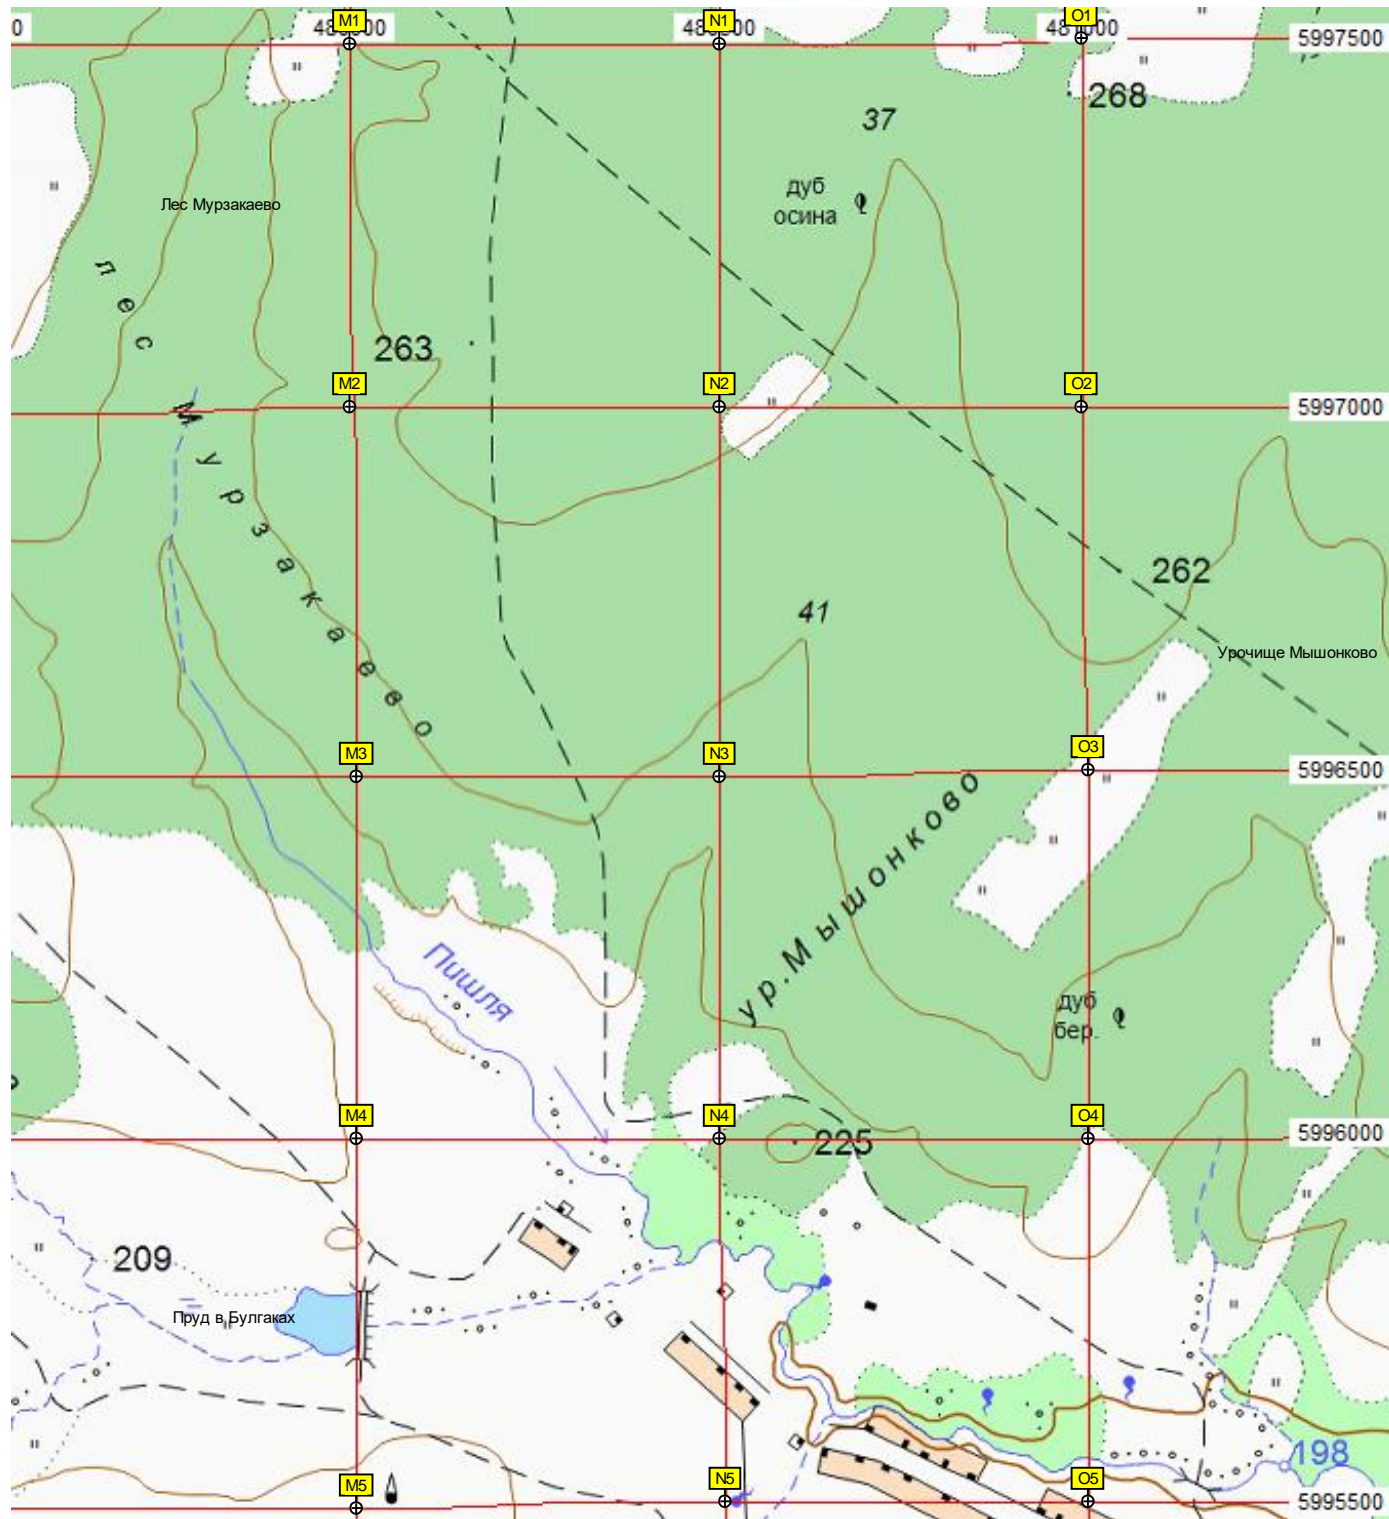 M1
N1
O1
5997500
268
37
дуб
осина
Лес Мурзакаево
лес
263
M2
N2
O2
5997000
Мурзакаево
262
41
Урочище Мышонково
M3
N3
O3
5996500
ур.Мышонково
Пишля
дуб
бер.
M4
N4
O4
5996000
225
209
Пруд в Булгаках
198
M5
N5
O5
5995500